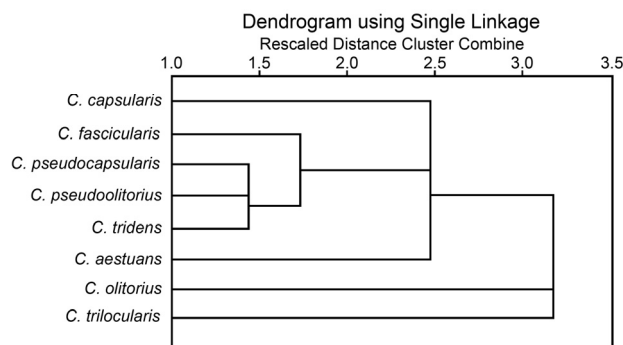 Dendrogram using Single Linkage
Rescaled Distance Cluster Combine
1.0 1.5 2.0 2.5 3.0 3.5
C. capsularis
C. fascicularis
C. pseudocapsularis
C. pseudoolitorius
C. tridens
C. aestuans
C. olitorius
C. trilocularis